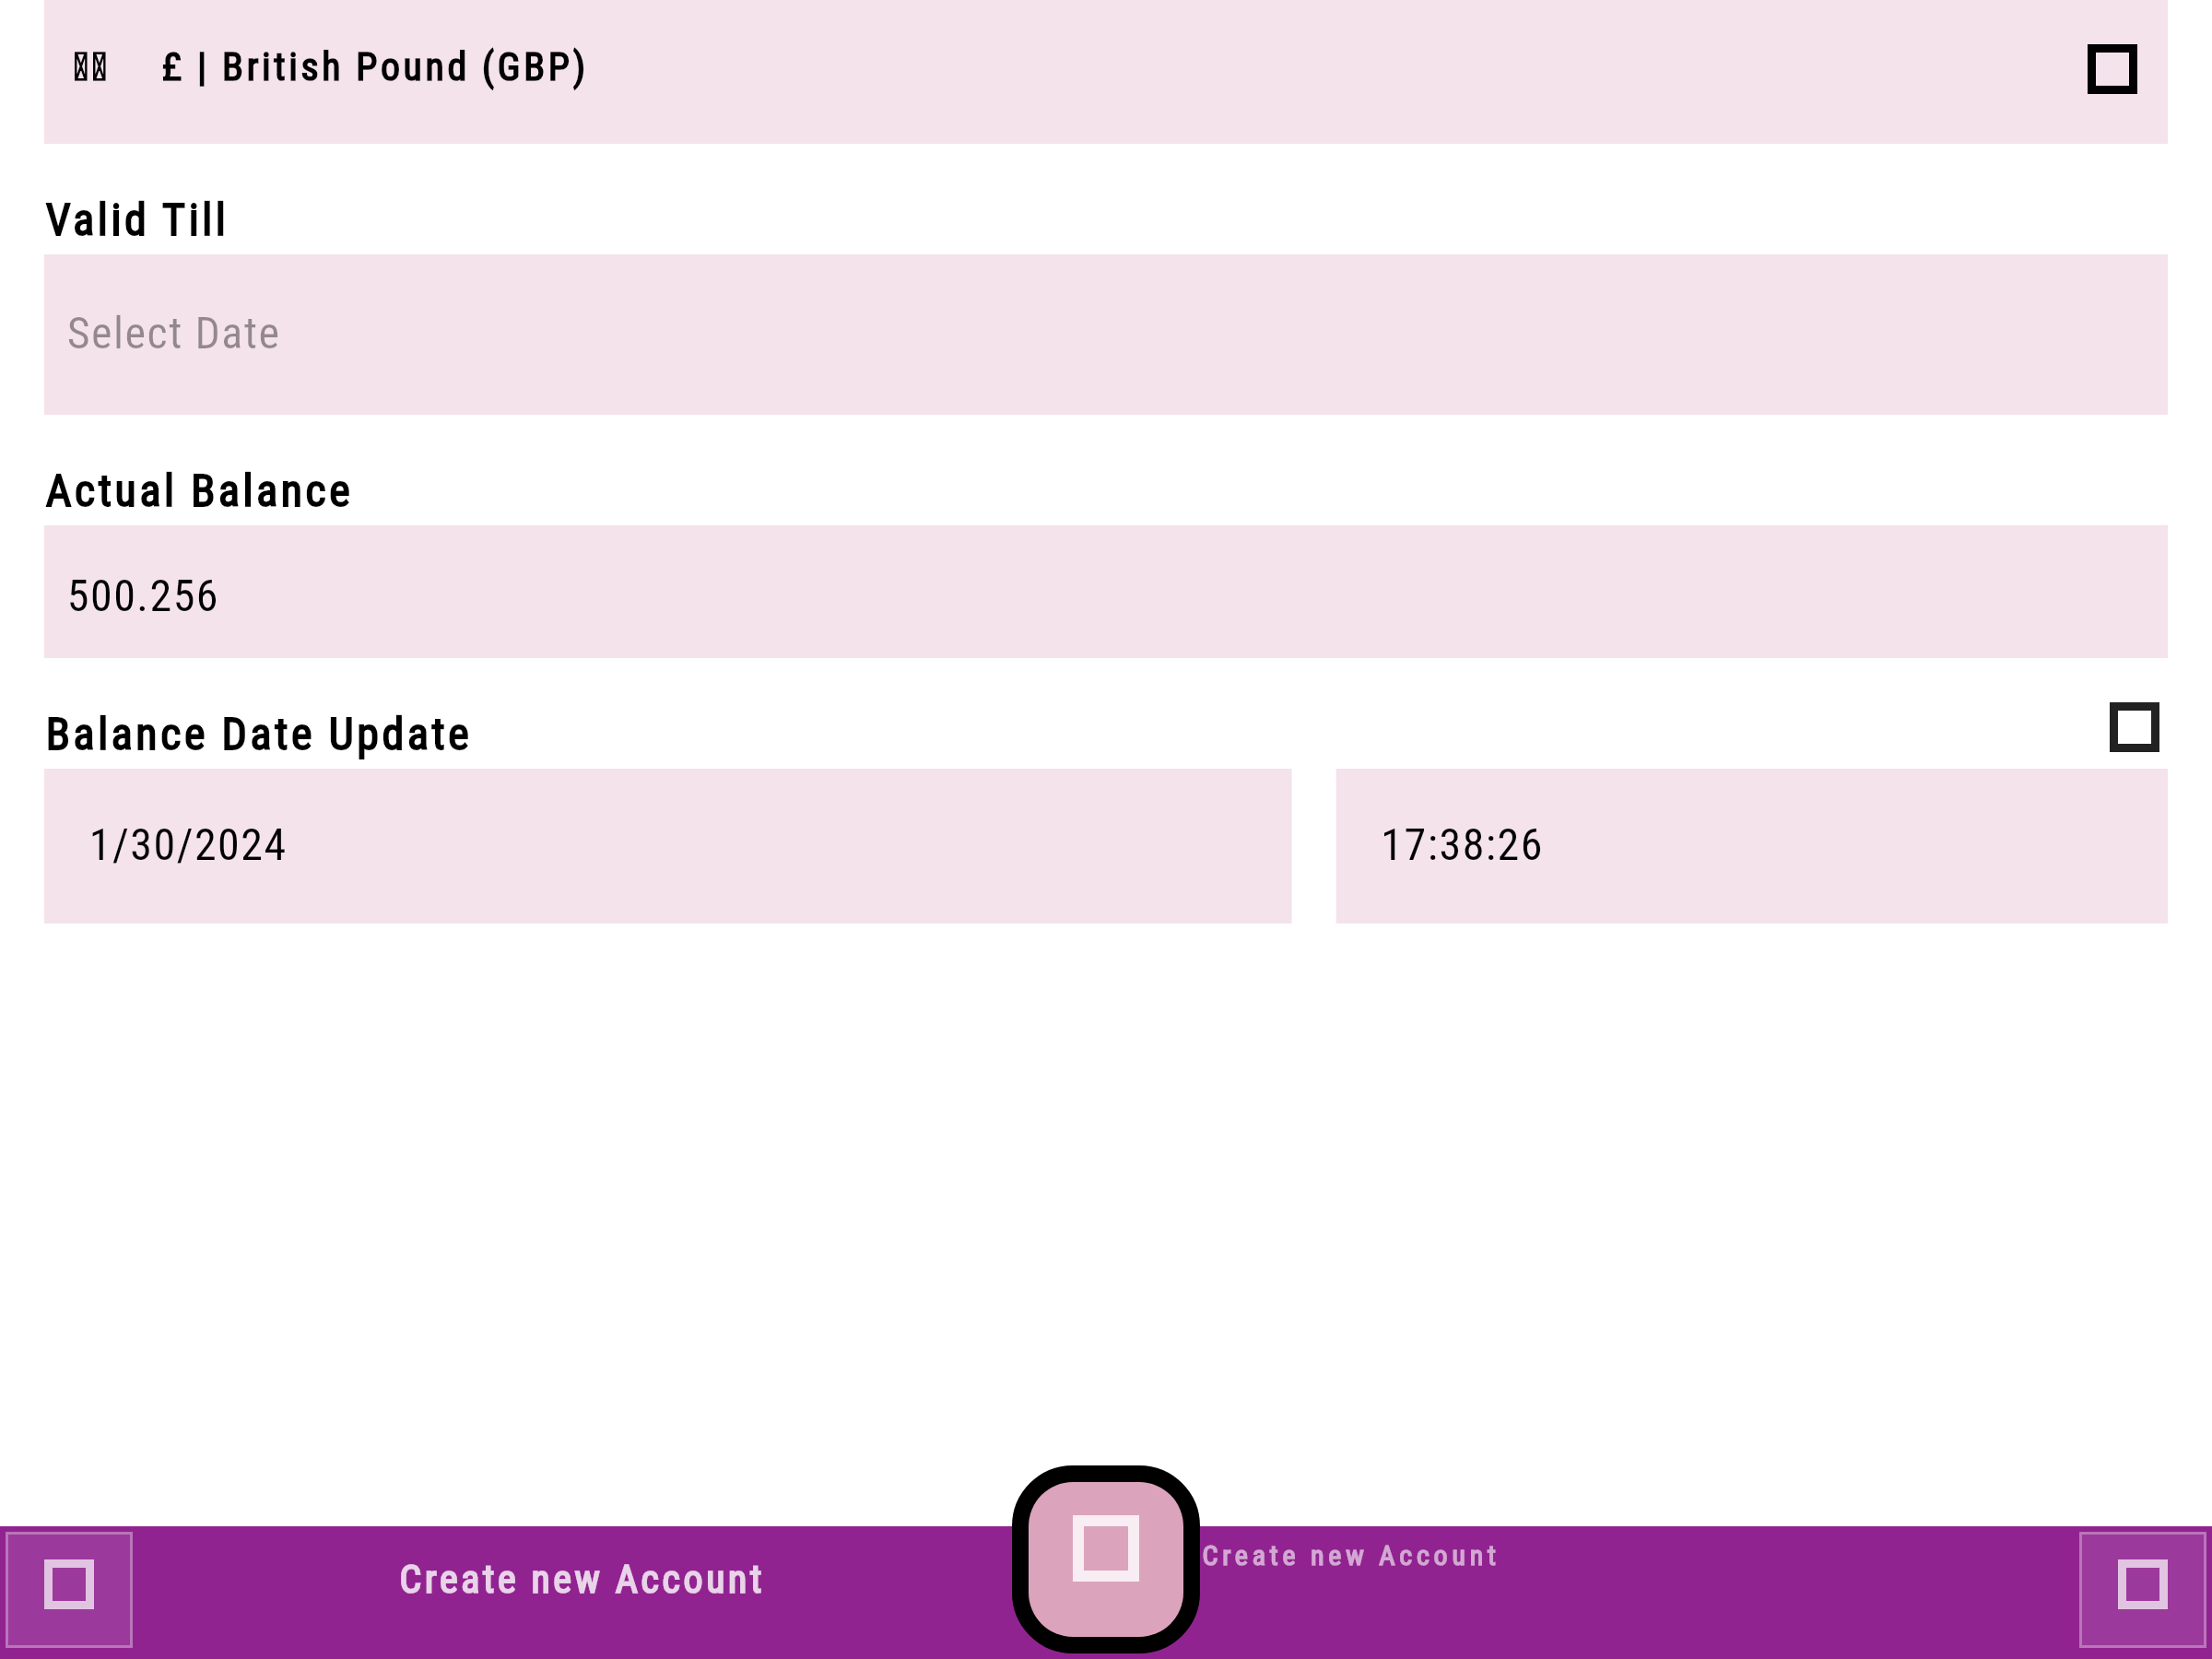 £ | British Pound (GBP)
Valid Till
Select Date
Actual Balance
500.256
Balance Date Update
1/30/2024
17:38:26
Create new Account
Create new Account